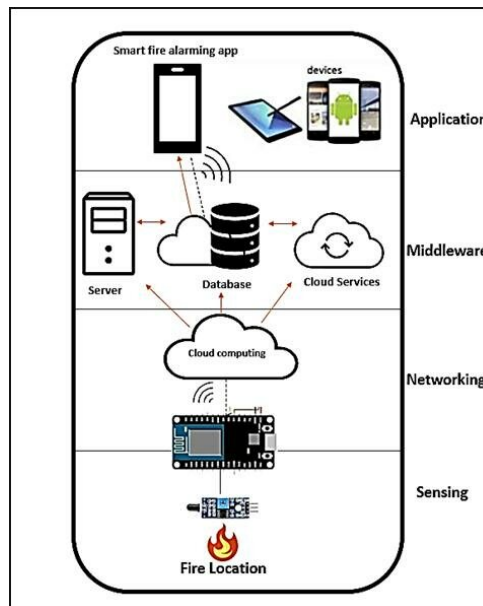 Smart fire alarming app
devices
Application
Server
Database
Cloud Services
Middleware
Cloud computing
Networking
Sensing
Fire Location